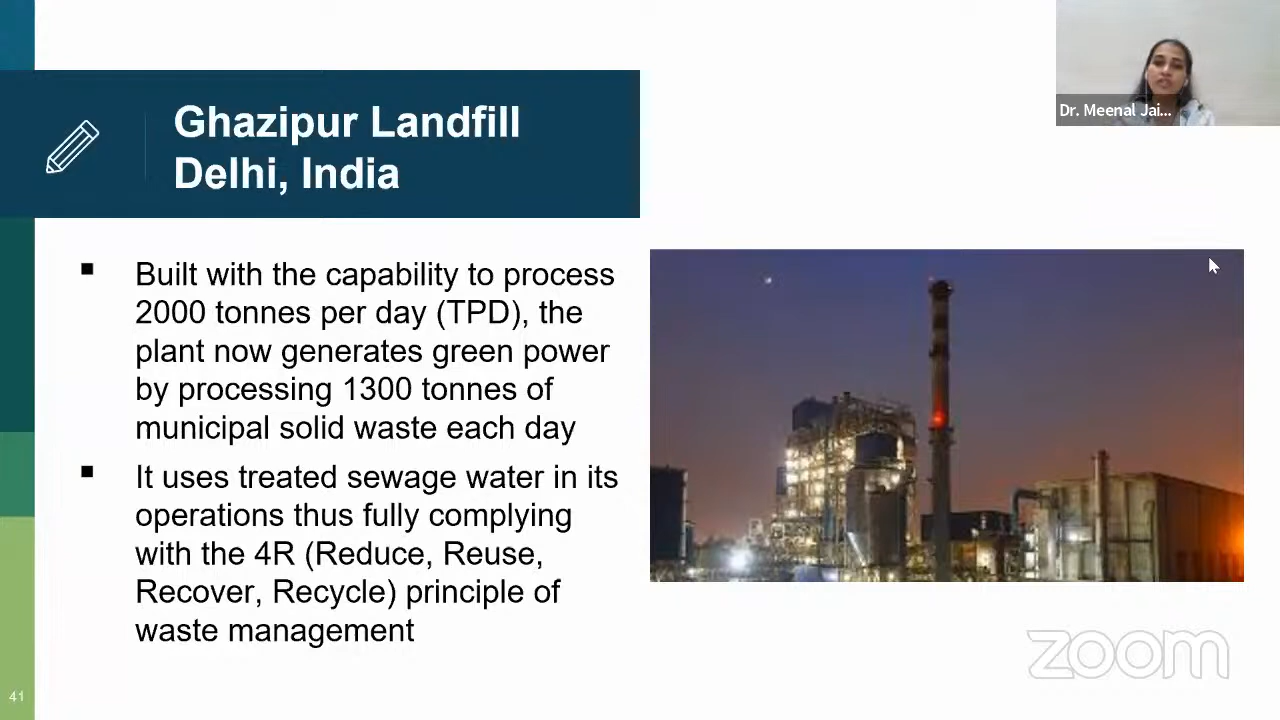 Ghazipur Landfill
Delhi, India
Built with the capability to process
2000 tonnes per day (TPD), the
plant now generates green power
by processing 1300 tonnes of
municipal solid waste each day
It uses treated sewage water in its
operations thus fully complying
with the 4R (Reduce, Reuse,
Recover, Recycle) principle of
waste management
41
Dr. Meenal Jai...
zoom